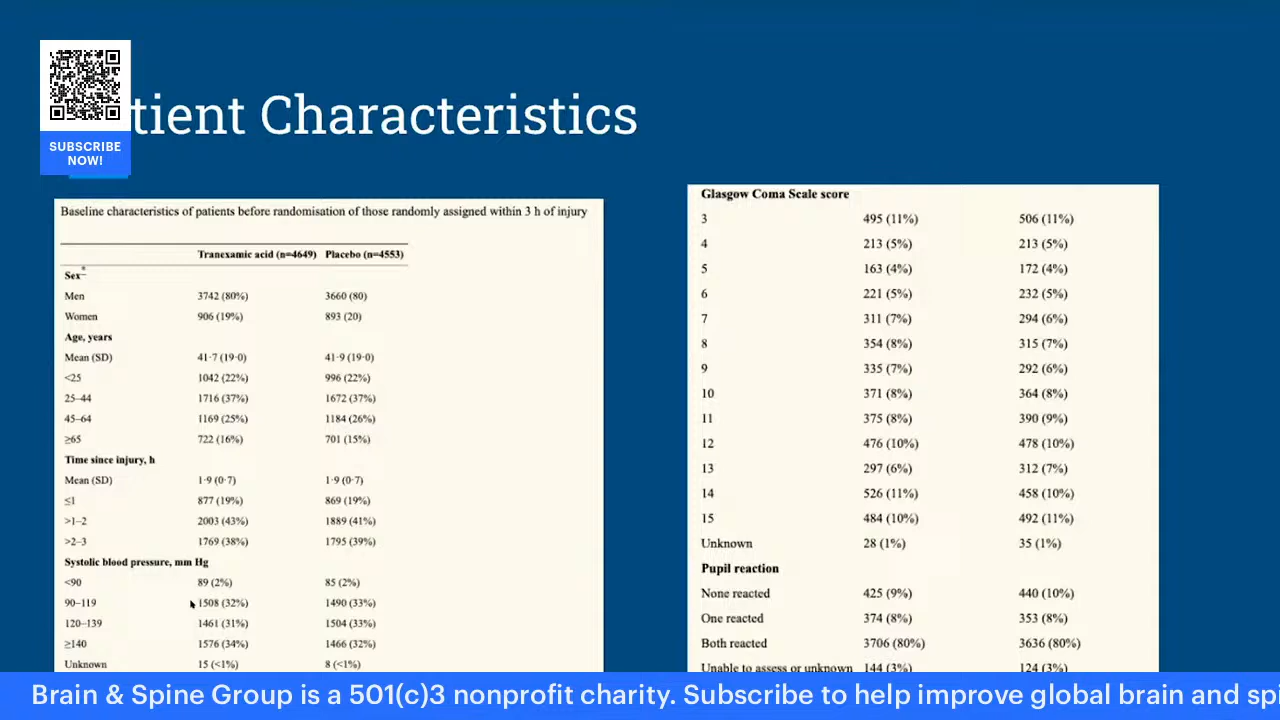 SUBSCRIBE
NOW!
tient Characteristics
Baseline characteristics of patients before randomisation of those randomly assigned within 3 h of injury
Tranexamic acid (n=4649) Placebo (n=4553)
Sex*
Men 3742 (80%) 3660 (80)
Women 906 (19%) 893 (20)
Age, years
Mean (SD) 41·7 (19·0) 41·9 (19·0)
<25 1042 (22%) 996 (22%)
25–44 1716 (37%) 1672 (37%)
45–64 1169 (25%) 1184 (26%)
≥65 722 (16%) 701 (15%)
Time since injury, h
Mean (SD) 1·9 (0·7) 1·9 (0·7)
≤1 877 (19%) 869 (19%)
>1–2 2003 (43%) 1889 (41%)
>2–3 1769 (38%) 1795 (39%)
Systolic blood pressure, mm Hg
<90 89 (2%) 85 (2%)
90–119 1508 (32%) 1490 (33%)
120–139 1461 (31%) 1504 (33%)
≥140 1576 (34%) 1466 (32%)
Unknown 15 (<1%) 8 (<1%)
Glasgow Coma Scale score
3 495 (11%) 506 (11%)
4 213 (5%) 213 (5%)
5 163 (4%) 172 (4%)
6 221 (5%) 232 (5%)
7 311 (7%) 294 (6%)
8 354 (8%) 315 (7%)
9 335 (7%) 292 (6%)
10 371 (8%) 364 (8%)
11 375 (8%) 390 (9%)
12 476 (10%) 478 (10%)
13 297 (6%) 312 (7%)
14 526 (11%) 458 (10%)
15 484 (10%) 492 (11%)
Unknown 28 (1%) 35 (1%)
Pupil reaction
None reacted 425 (9%) 440 (10%)
One reacted 374 (8%) 353 (8%)
Both reacted 3706 (80%) 3636 (80%)
Unable to assess or unknown 144 (3%) 124 (3%)
Brain & Spine Group is a 501(c)3 nonprofit charity. Subscribe to help improve global brain and spi